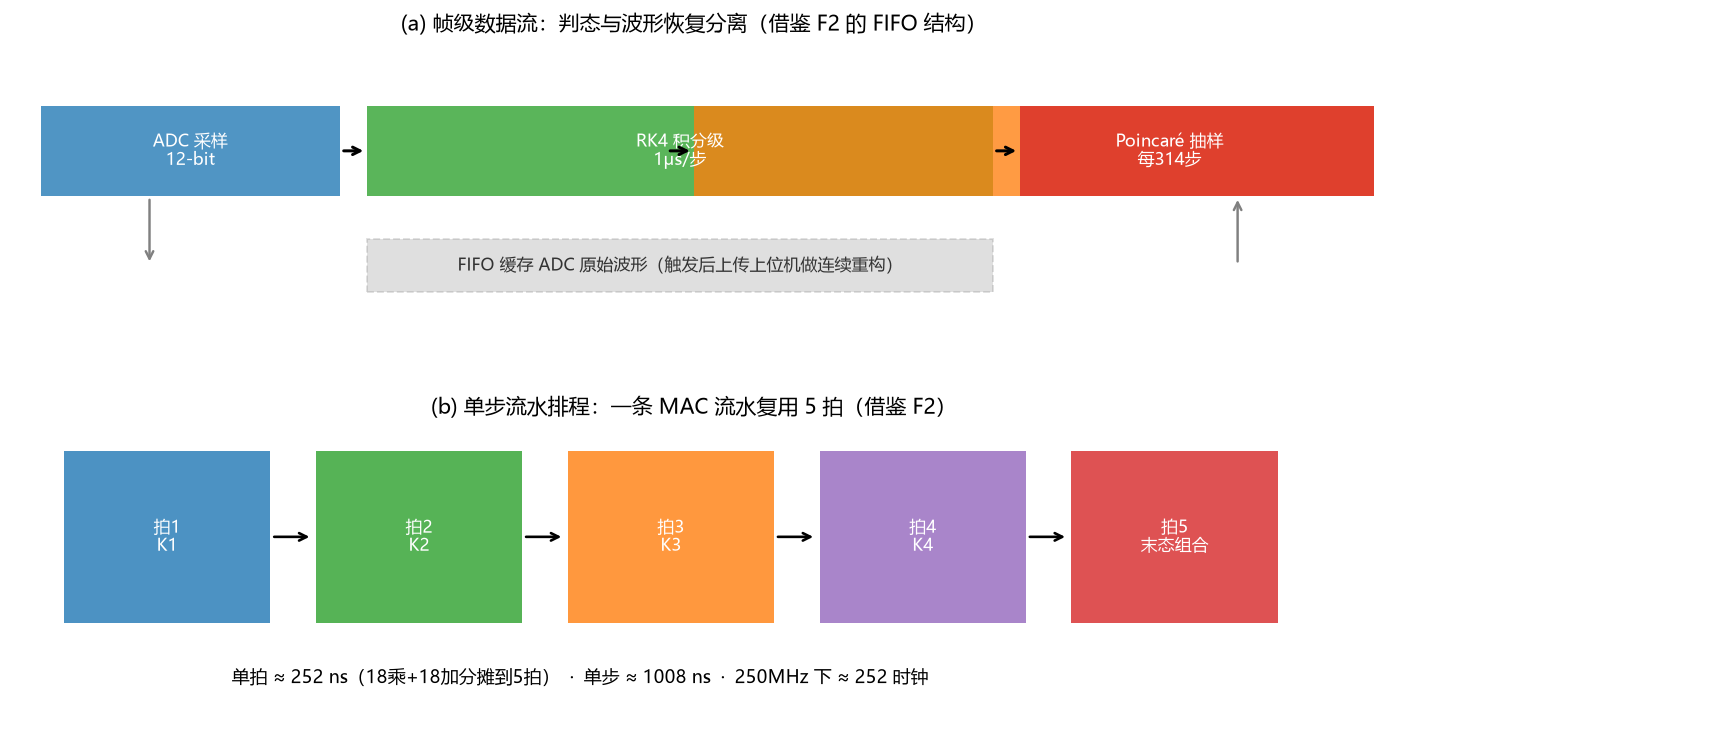 (a) 帧级数据流：判态与波形恢复分离（借鉴 F2 的 FIFO 结构）
ADC 采样
12-bit
RK4 积分级
1μs/步
Poincaré 抽样
每314步
FIFO 缓存 ADC 原始波形（触发后上传上位机做连续重构）
(b) 单步流水排程：一条 MAC 流水复用 5 拍（借鉴 F2）
拍1
K1
拍2
K2
拍3
K3
拍4
K4
拍5
末态组合
单拍 ≈ 252 ns（18乘+18加分摊到5拍） · 单步 ≈ 1008 ns · 250MHz 下 ≈ 252 时钟